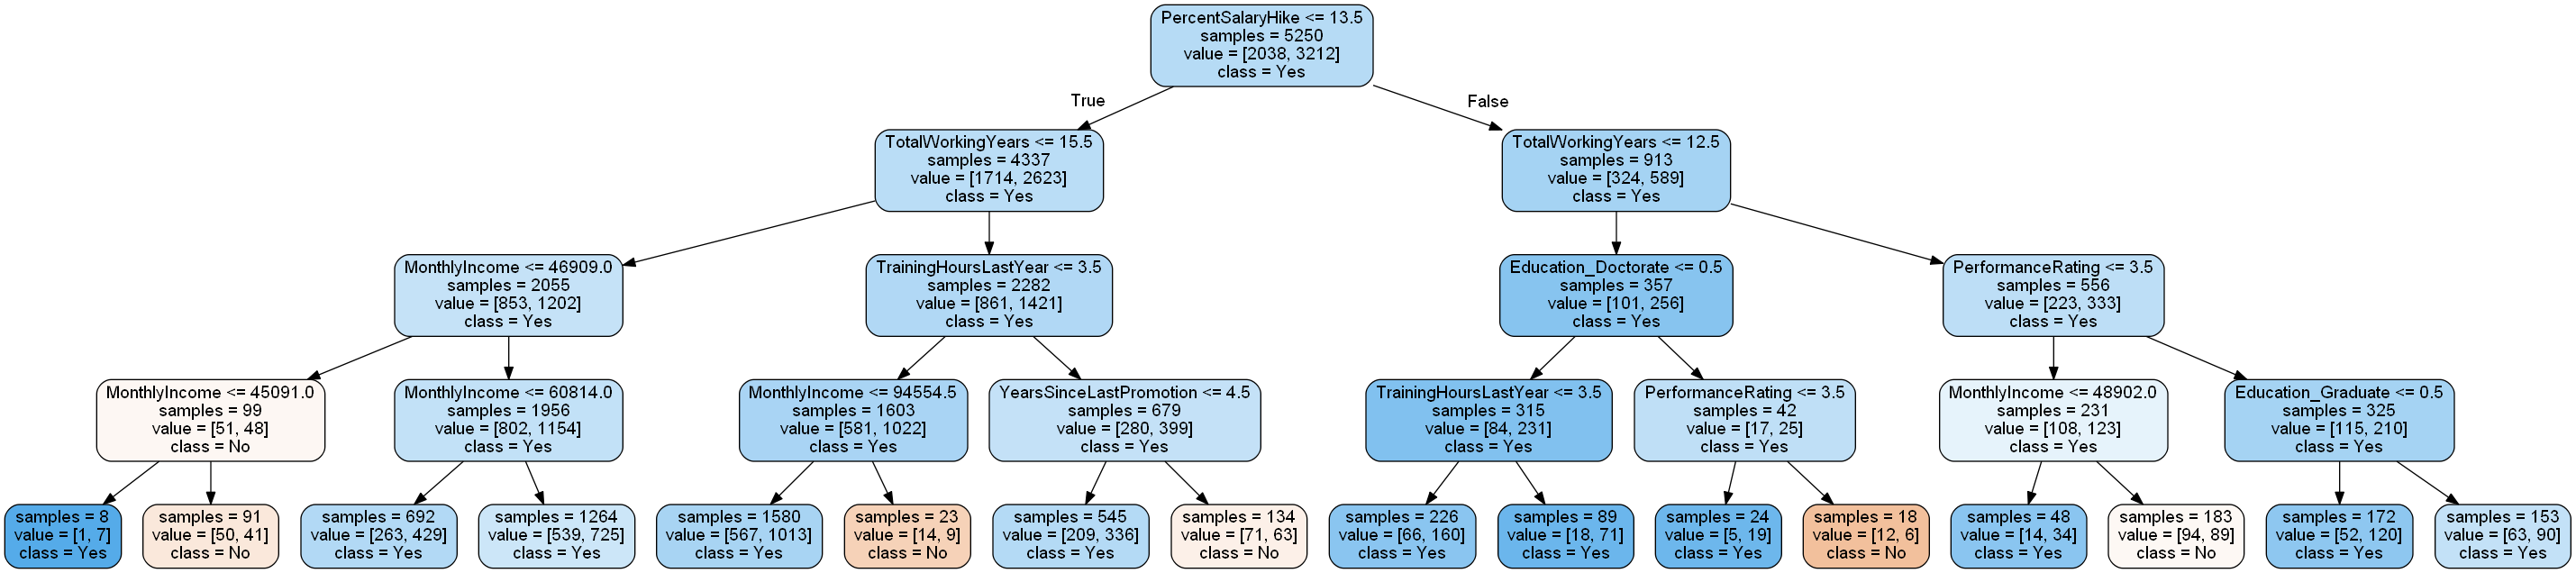 PercentSalaryHike <= 13.5
samples = 5250
value = [2038, 3212]
class = Yes
True
False
TotalWorkingYears <= 15.5
samples = 4337
value = [1714, 2623]
class = Yes
TotalWorkingYears <= 12.5
samples = 913
value = [324, 589]
class = Yes
MonthlyIncome <= 46909.0
samples = 2055
value = [853, 1202]
class = Yes
TrainingHoursLastYear <= 3.5
samples = 2282
value = [861, 1421]
class = Yes
Education_Doctorate <= 0.5
samples = 357
value = [101, 256]
class = Yes
PerformanceRating <= 3.5
samples = 556
value = [223, 333]
class = Yes
MonthlyIncome <= 45091.0
samples = 99
value = [51, 48]
class = No
MonthlyIncome <= 60814.0
samples = 1956
value = [802, 1154]
class = Yes
MonthlyIncome <= 94554.5
samples = 1603
value = [581, 1022]
class = Yes
YearsSinceLastPromotion <= 4.5
samples = 679
value = [280, 399]
class = Yes
TrainingHoursLastYear <= 3.5
samples = 315
value = [84, 231]
class = Yes
PerformanceRating <= 3.5
samples = 42
value = [17, 25]
class = Yes
MonthlyIncome <= 48902.0
samples = 231
value = [108, 123]
class = Yes
Education_Graduate <= 0.5
samples = 325
value = [115, 210]
class = Yes
samples = 8
value = [1, 7]
class = Yes
samples = 91
value = [50, 41]
class = No
samples = 692
value = [263, 429]
class = Yes
samples = 1264
value = [539, 725]
class = Yes
samples = 1580
value = [567, 1013]
class = Yes
samples = 23
value = [14, 9]
class = No
samples = 545
value = [209, 336]
class = Yes
samples = 134
value = [71, 63]
class = No
samples = 226
value = [66, 160]
class = Yes
samples = 89
value = [18, 71]
class = Yes
samples = 24
value = [5, 19]
class = Yes
samples = 18
value = [12, 6]
class = No
samples = 48
value = [14, 34]
class = Yes
samples = 183
value = [94, 89]
class = No
samples = 172
value = [52, 120]
class = Yes
samples = 153
value = [63, 90]
class = Yes